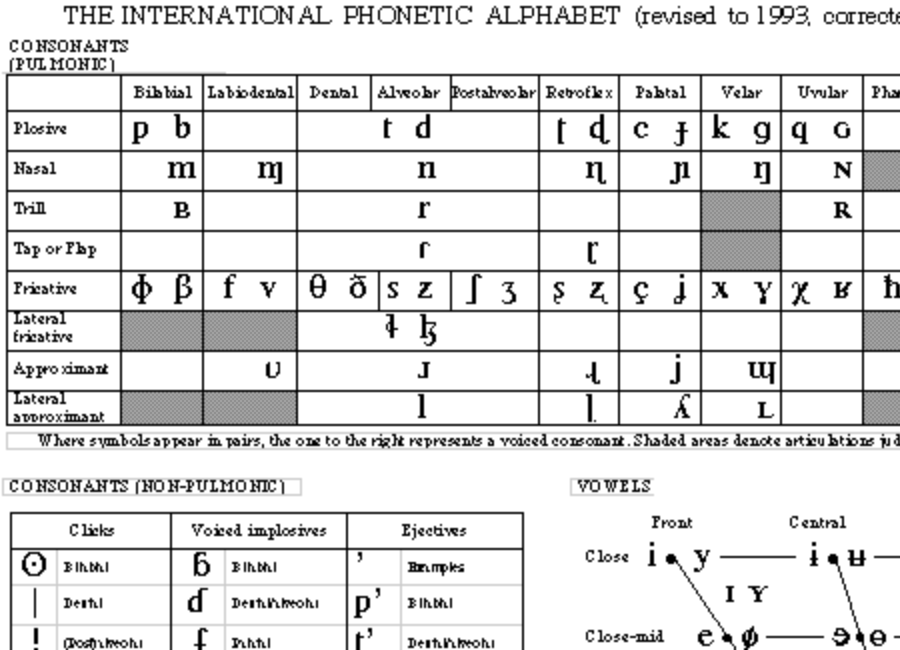 THE INTERNATIONAL PHONETIC ALPHABET (revised to 1993, correcte
CONSONANTS
(PULMONIC)
Bilabial Labiodental Dental Alveolar Postalveolar Retroflex Palatal Velar Uvular Pha
Plosive p b t d ʈ ɖ c ɟ k ɡ q ɢ
Nasal m ɱ n ɳ ɲ ŋ ɴ
Trill ʙ r ʀ
Tap or Flap ɾ ɽ
Fricative ɸ β f v θ ð s z ʃ ʒ ʂ ʐ ç ʝ x ɣ χ ʁ ħ
Lateral
fricative ɬ ɮ
Approximant ʋ ɹ ɻ j ɰ
Lateral
approximant l ɭ ʎ ʟ
Where symbols appear in pairs, the one to the right represents a voiced consonant. Shaded areas denote articulations jud
CONSONANTS (NON-PULMONIC)
VOWELS
Clicks Voiced implosives Ejectives
Front Central
ʘ Bilabial ɓ Bilabial ʼ Examples
Close i y ɨ ʉ
ǀ Dental ɗ Dental/alveolar pʼ Bilabial
ɪ ʏ
ǃ (Post)alveolar ʄ Palatal tʼ Dental/alveolar
Close-mid e ø ɘ ɵ